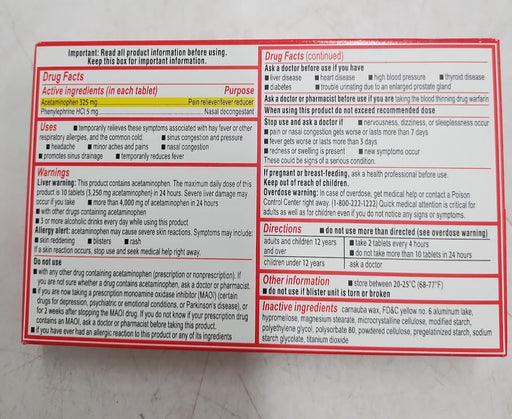 Important: Read all product information before using.
Keep this box for important information.
Drug Facts
Active ingredients (in each tablet) Purpose
Acetaminophen 325 mg Pain reliever/fever reducer
Phenylephrine HCl 5 mg Nasal decongestant
Uses ■ temporarily relieves these symptoms associated with hay fever or other
respiratory allergies, and the common cold: ■ sinus congestion and pressure
■ headache ■ minor aches and pains ■ nasal congestion
■ promotes sinus drainage ■ temporarily reduces fever
Warnings
Liver warning: This product contains acetaminophen. The maximum daily dose of this
product is 10 tablets (3,250 mg acetaminophen) in 24 hours. Severe liver damage may
occur if you take ■ more than 4,000 mg of acetaminophen in 24 hours
■ with other drugs containing acetaminophen
■ 3 or more alcoholic drinks every day while using this product
Allergy alert: acetaminophen may cause severe skin reactions. Symptoms may include:
■ skin reddening ■ blisters ■ rash
If a skin reaction occurs, stop use and seek medical help right away.
Do not use
■ with any other drug containing acetaminophen (prescription or nonprescription). If
you are not sure whether a drug contains acetaminophen, ask a doctor or pharmacist.
■ if you are now taking a prescription monoamine oxidase inhibitor (MAOI) (certain
drugs for depression, psychiatric or emotional conditions, or Parkinson's disease), or
for 2 weeks after stopping the MAOI drug. If you do not know if your prescription drug
contains an MAOI, ask a doctor or pharmacist before taking this product.
■ if you have ever had an allergic reaction to this product or any of its ingredients
Drug Facts (continued)
Ask a doctor before use if you have
■ liver disease ■ heart disease ■ high blood pressure ■ thyroid disease
■ diabetes ■ trouble urinating due to an enlarged prostate gland
Ask a doctor or pharmacist before use if you are taking the blood thinning drug warfarin
When using this product do not exceed recommended dose
Stop use and ask a doctor if ■ nervousness, dizziness, or sleeplessness occur
■ pain or nasal congestion gets worse or lasts more than 7 days
■ fever gets worse or lasts more than 3 days
■ redness or swelling is present ■ new symptoms occur
These could be signs of a serious condition.
If pregnant or breast-feeding, ask a health professional before use.
Keep out of reach of children.
Overdose warning: In case of overdose, get medical help or contact a Poison
Control Center right away. (1-800-222-1222) Quick medical attention is critical for
adults as well as for children even if you do not notice any signs or symptoms.
Directions ■ do not use more than directed (see overdose warning)
adults and children 12 years ■ take 2 tablets every 4 hours
and over ■ do not take more than 10 tablets in 24 hours
children under 12 years ask a doctor
Other information ■ store between 20-25°C (68-77°F)
■ do not use if blister unit is torn or broken
Inactive ingredients carnauba wax, FD&C yellow no. 6 aluminum lake,
hypromellose, magnesium stearate, microcrystalline cellulose, modified starch,
polyethylene glycol, polysorbate 80, powdered cellulose, pregelatinized starch, sodium
starch glycolate, titanium dioxide